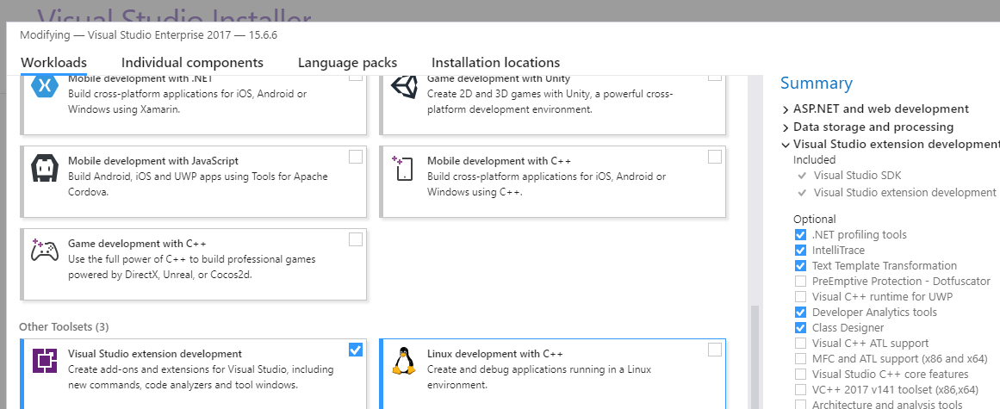 Visual Studio Installer
Modifying — Visual Studio Enterprise 2017 — 15.6.6
Workloads
Individual components
Language packs
Installation locations
Mobile development with .NET
Build cross-platform applications for iOS, Android or
Windows using Xamarin.
Game development with Unity
Create 2D and 3D games with Unity, a powerful cross-
platform development environment.
Mobile development with JavaScript
Build Android, iOS and UWP apps using Tools for Apache
Cordova.
Mobile development with C++
Build cross-platform applications for iOS, Android or
Windows using C++.
Game development with C++
Use the full power of C++ to build professional games
powered by DirectX, Unreal, or Cocos2d.
Other Toolsets (3)
Visual Studio extension development
Create add-ons and extensions for Visual Studio, including
new commands, code analyzers and tool windows.
Linux development with C++
Create and debug applications running in a Linux
environment.
Summary
ASP.NET and web development
Data storage and processing
Visual Studio extension development
Included
Visual Studio SDK
Visual Studio extension development
Optional
.NET profiling tools
IntelliTrace
Text Template Transformation
PreEmptive Protection - Dotfuscator
Visual C++ runtime for UWP
Developer Analytics tools
Class Designer
Visual C++ ATL support
MFC and ATL support (x86 and x64)
Visual Studio C++ core features
VC++ 2017 v141 toolset (x86,x64)
Architecture and analysis tools